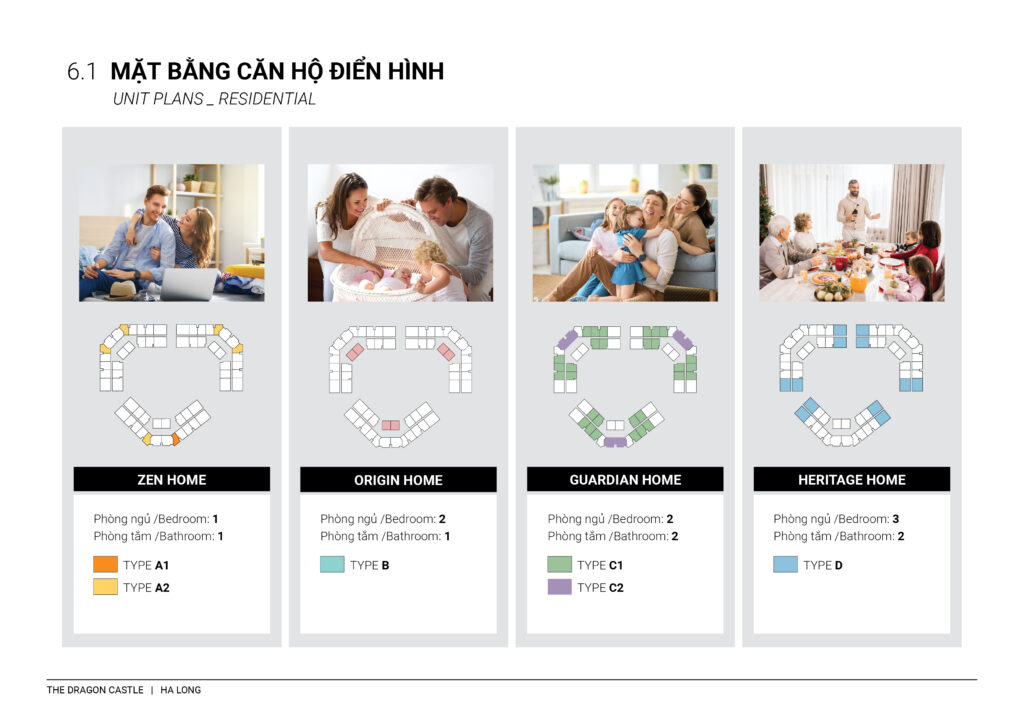 6.1 MẶT BẰNG CĂN HỘ ĐIỂN HÌNH
UNIT PLANS _ RESIDENTIAL
ZEN HOME
Phòng ngủ /Bedroom: 1
Phòng tắm /Bathroom: 1
TYPE A1
TYPE A2
ORIGIN HOME
Phòng ngủ /Bedroom: 2
Phòng tắm /Bathroom: 1
TYPE B
GUARDIAN HOME
Phòng ngủ /Bedroom: 2
Phòng tắm /Bathroom: 2
TYPE C1
TYPE C2
HERITAGE HOME
Phòng ngủ /Bedroom: 3
Phòng tắm /Bathroom: 2
TYPE D
THE DRAGON CASTLE | HA LONG